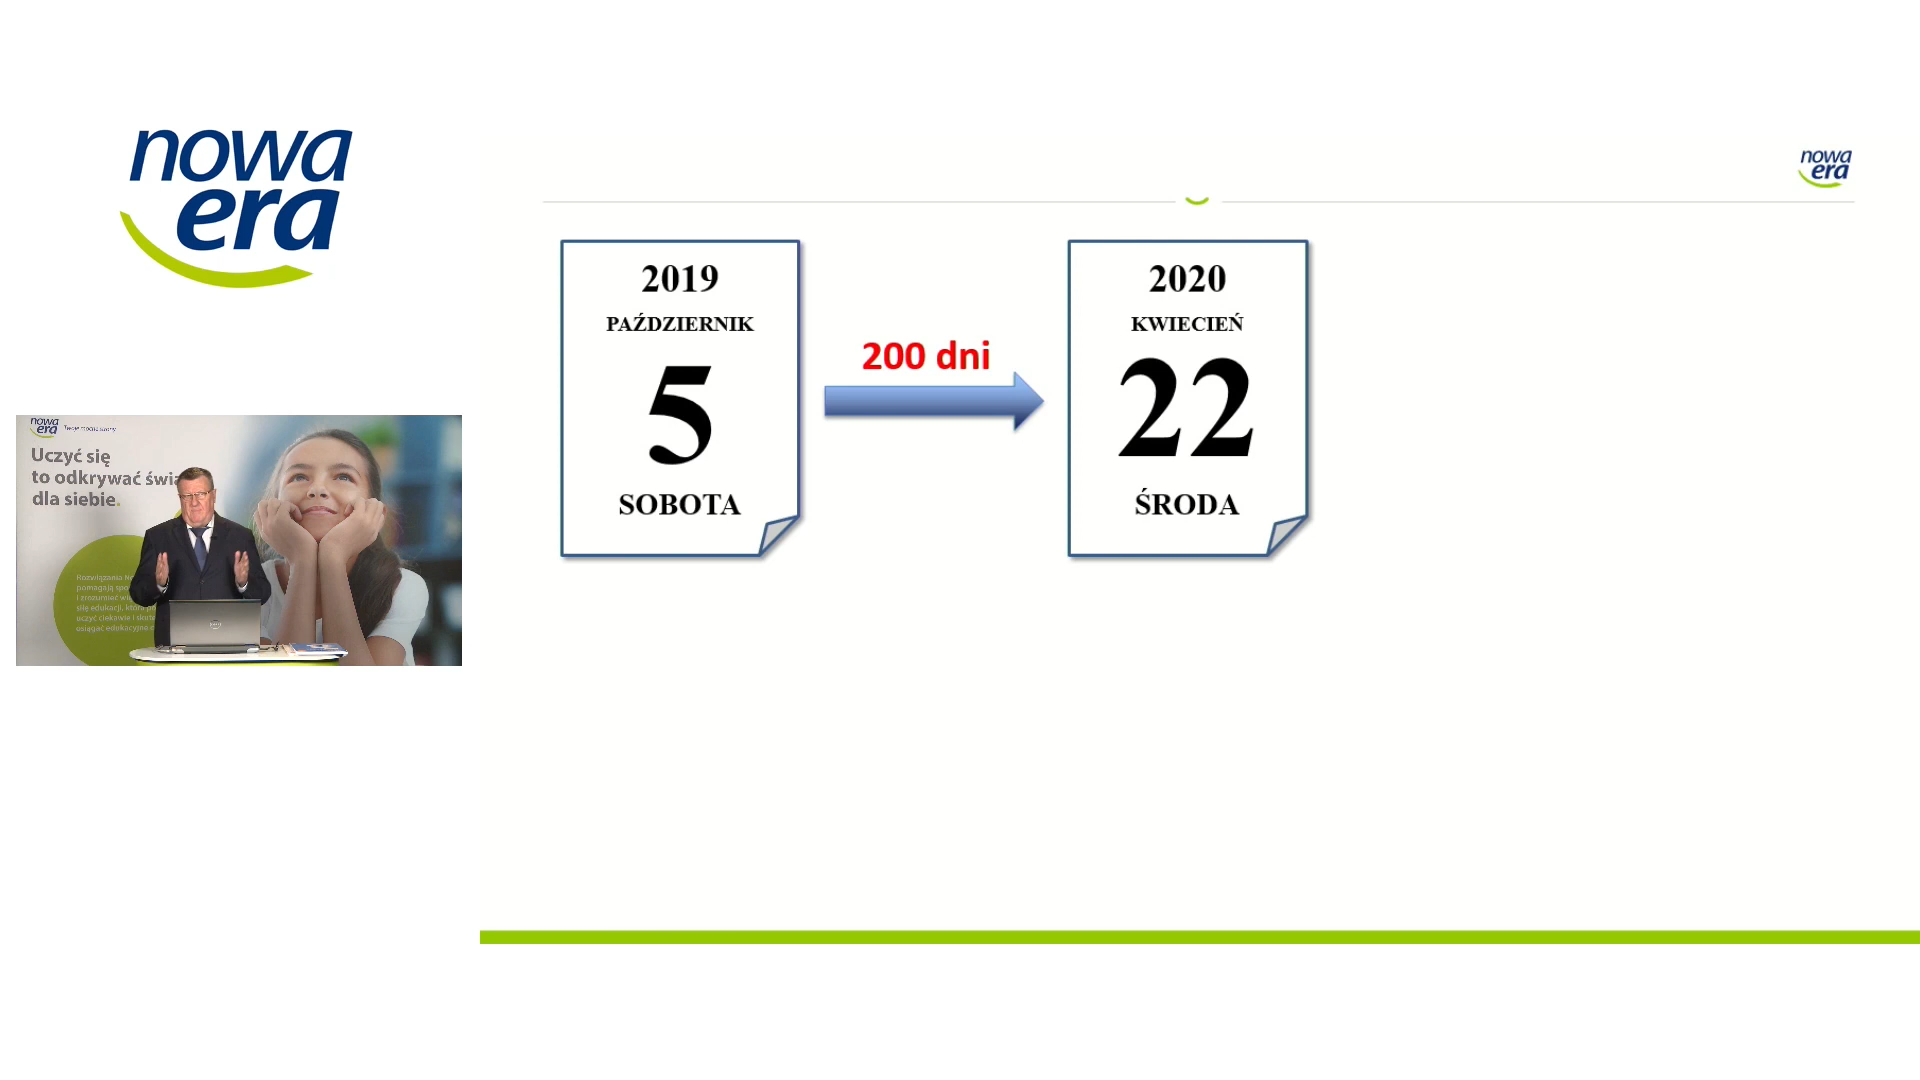 nowa
era
nowa
era
2019
PAŹDZIERNIK
5
SOBOTA
200 dni
2020
KWIECIEŃ
22
ŚRODA
nowa
era
Uczyć się
to odkrywać
dla siebie.